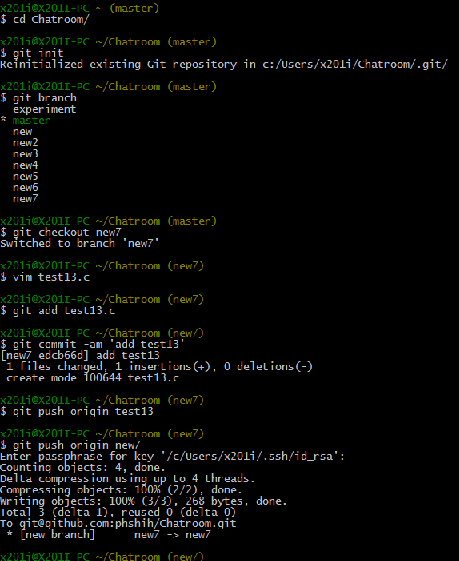 x201i@X201I-PC ~ (master)
$ cd Chatroom/
x201i@X201I-PC ~/Chatroom (master)
$ git init
Reinitialized existing Git repository in c:/Users/x201i/Chatroom/.git/
x201i@X201I-PC ~/Chatroom (master)
$ git branch
experiment
* master
new
new2
new3
new4
new5
new6
new7
x201i@X201I-PC ~/Chatroom (master)
$ git checkout new7
Switched to branch 'new7'
x201i@X201I-PC ~/Chatroom (new7)
$ vim test13.c
x201i@X201I-PC ~/Chatroom (new7)
$ git add test13.c
x201i@X201I-PC ~/Chatroom (new7)
$ git commit -am 'add test13'
[new7 edcb66d] add test13
1 files changed, 1 insertions(+), 0 deletions(-)
create mode 100644 test13.c
x201i@X201I-PC ~/Chatroom (new7)
$ git push origin test13
x201i@X201I-PC ~/Chatroom (new7)
$ git push origin new7
Enter passphrase for key '/c/Users/x201i/.ssh/id_rsa':
Counting objects: 4, done.
Delta compression using up to 4 threads.
Compressing objects: 100% (2/2), done.
Writing objects: 100% (3/3), 268 bytes, done.
Total 3 (delta 1), reused 0 (delta 0)
To git@github.com:phshih/Chatroom.git
* [new branch] new7 -> new7
x201i@X201I-PC ~/Chatroom (new7)